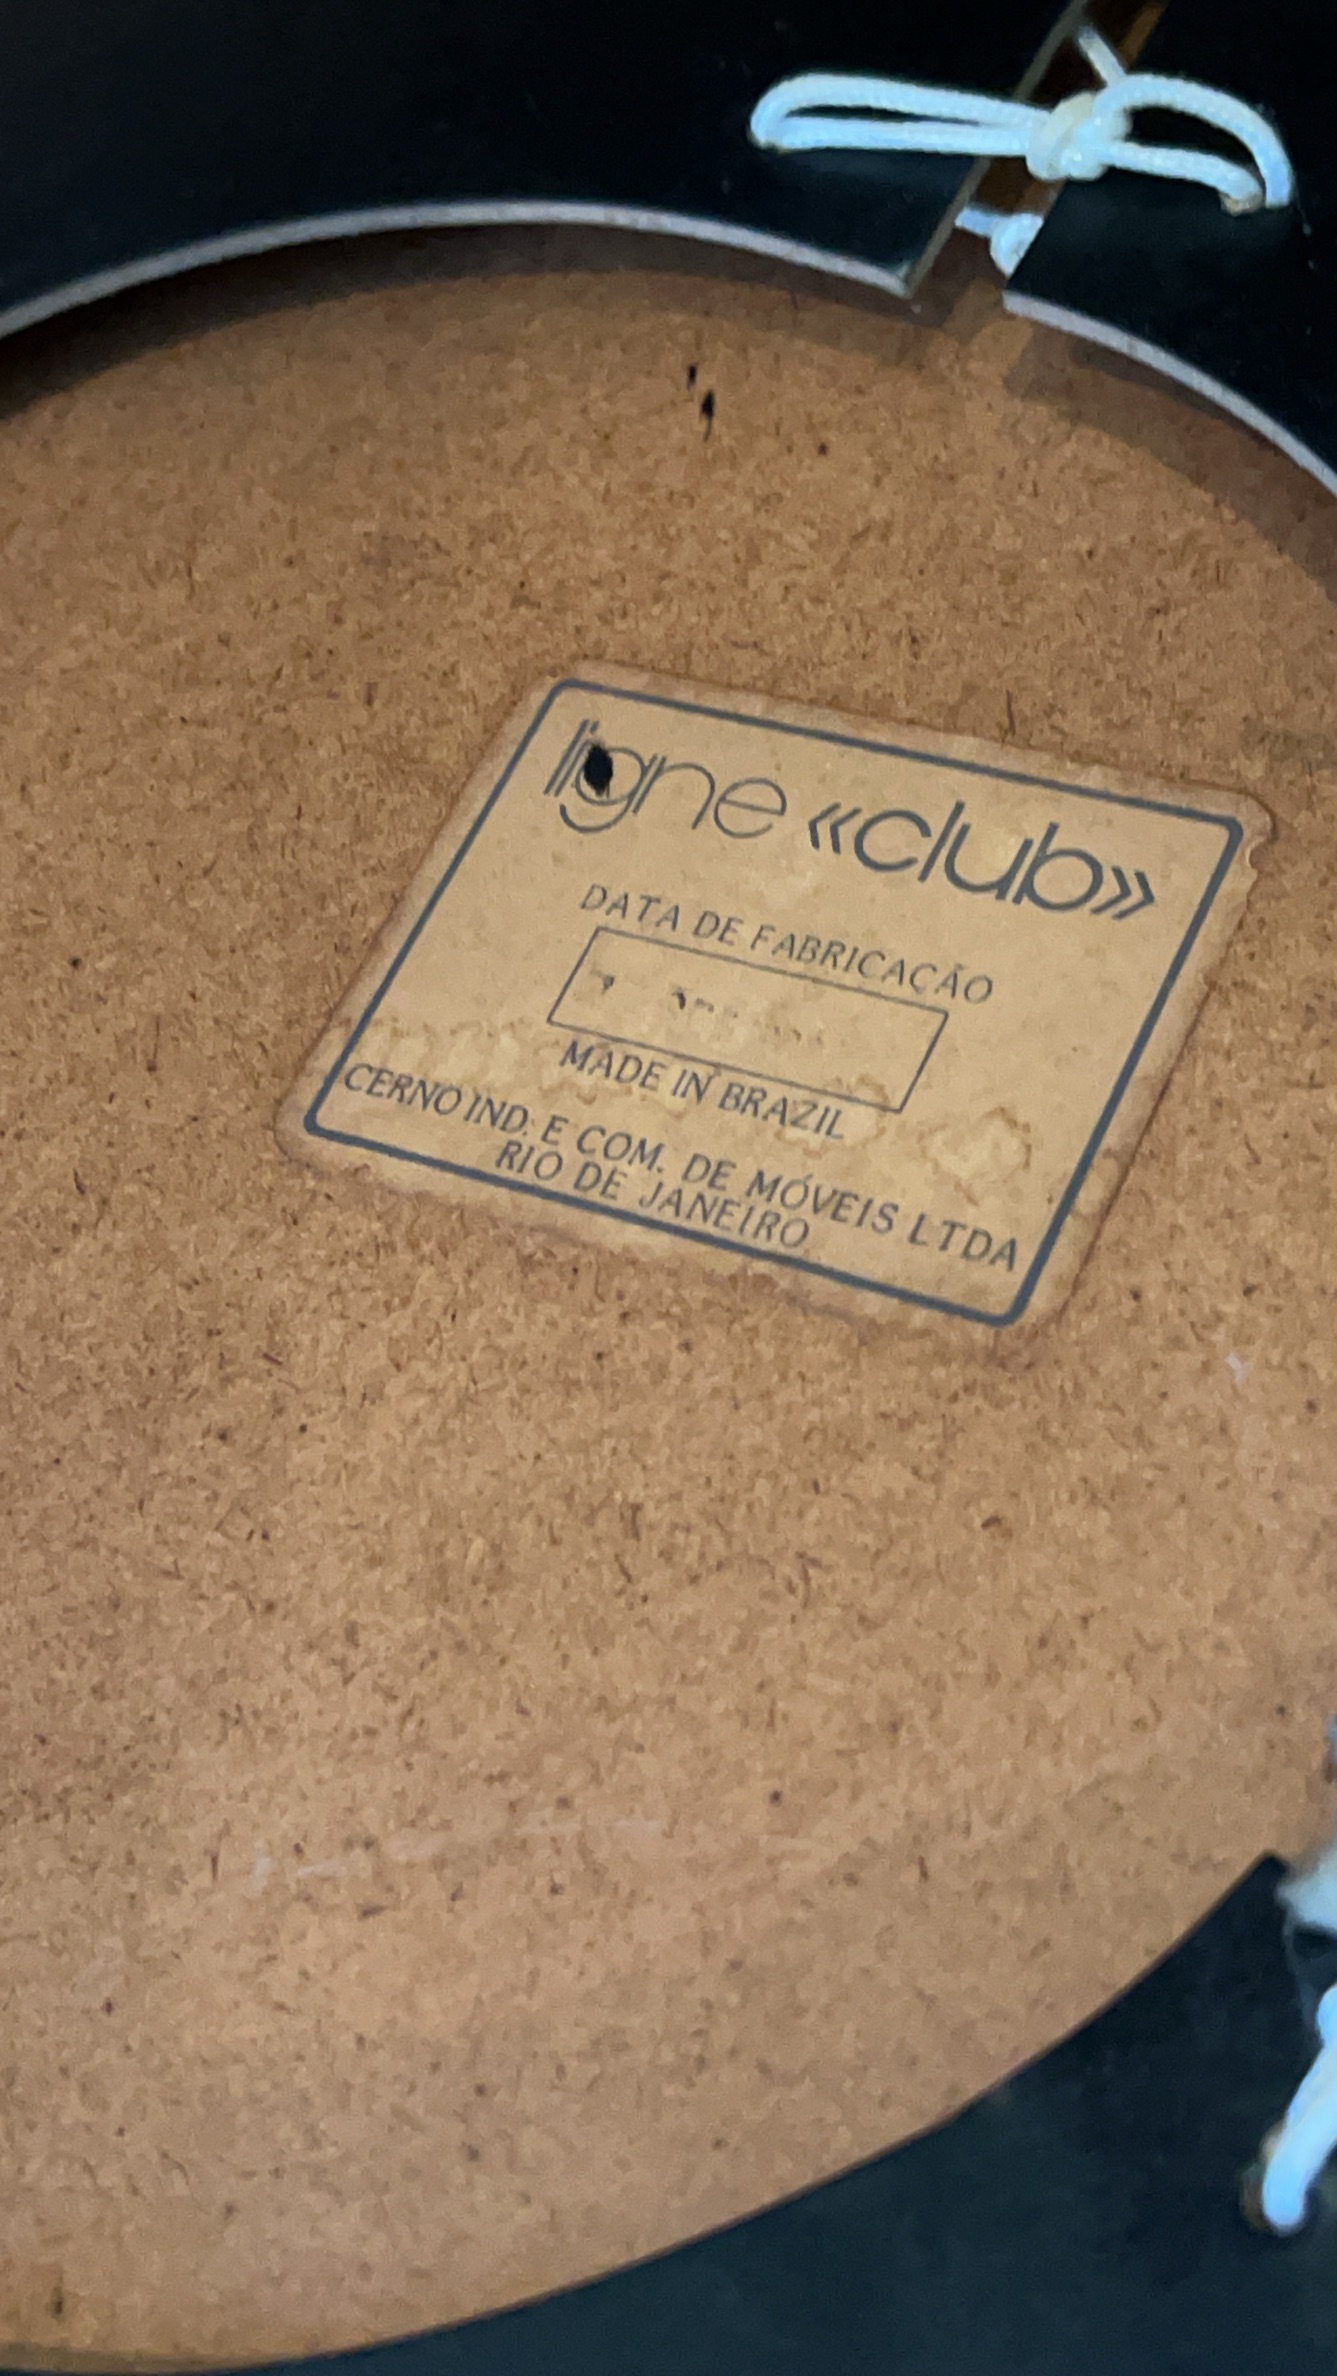 ligne «club»
DATA DE FABRICAÇÃO
MADE IN BRAZIL
CERNO IND. E COM. DE MÓVEIS LTDA
RIO DE JANEIRO